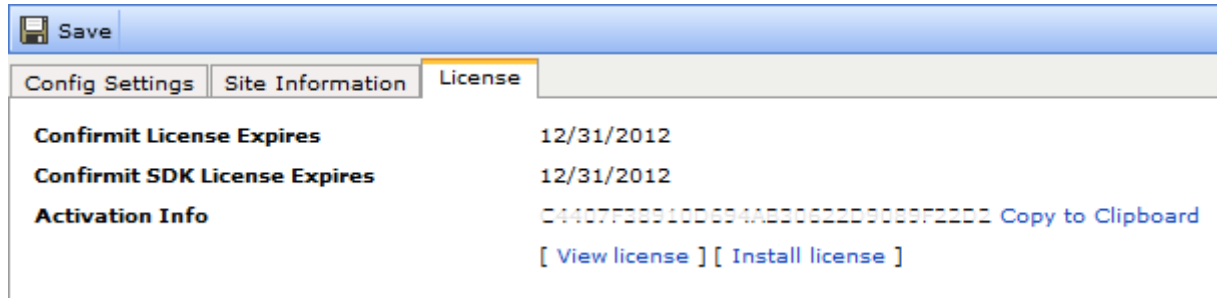 Save
Config Settings Site Information License
Confirmit License Expires 12/31/2012
Confirmit SDK License Expires 12/31/2012
Activation Info Copy to Clipboard
[ View license ] [ Install license ]